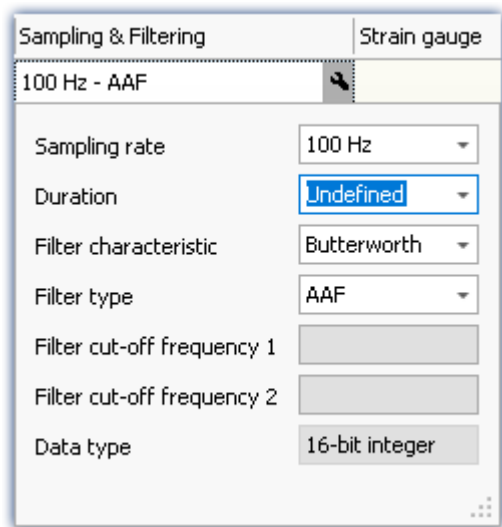 Sampling & Filtering Strain gauge
100 Hz - AAF
Sampling rate 100 Hz
Duration Undefined
Filter characteristic Butterworth
Filter type AAF
Filter cut-off frequency 1
Filter cut-off frequency 2
Data type 16-bit integer